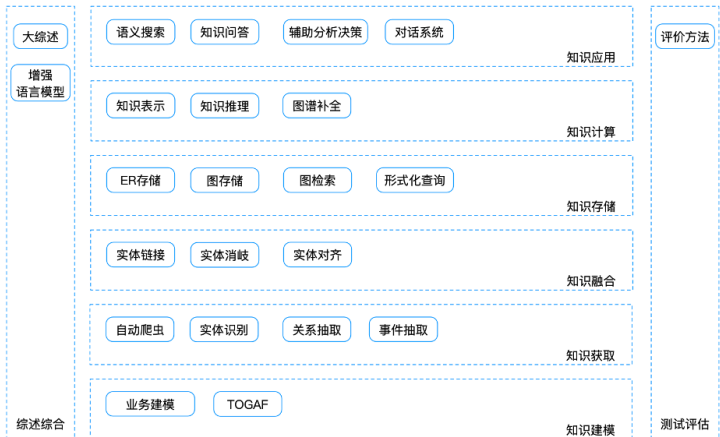 大综述
增强
语言模型
综述综合
语义搜索
知识问答
辅助分析决策
对话系统
知识应用
知识表示
知识推理
图谱补全
知识计算
ER存储
图存储
图检索
形式化查询
知识存储
实体链接
实体消岐
实体对齐
知识融合
自动爬虫
实体识别
关系抽取
事件抽取
知识获取
业务建模
TOGAF
知识建模
评价方法
测试评估